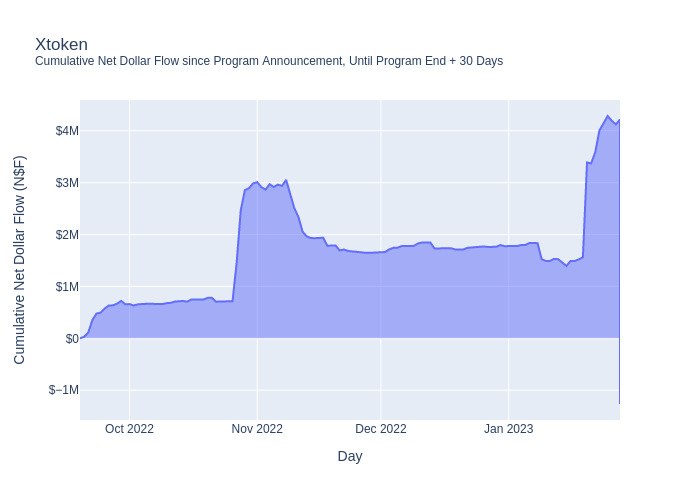 Xtoken
Cumulative Net Dollar Flow since Program Announcement, Until Program End + 30 Days
Cumulative Net Dollar Flow (N$F)
$4M
$3M
$2M
$1M
$0
$−1M
Oct 2022
Nov 2022
Dec 2022
Jan 2023
Day